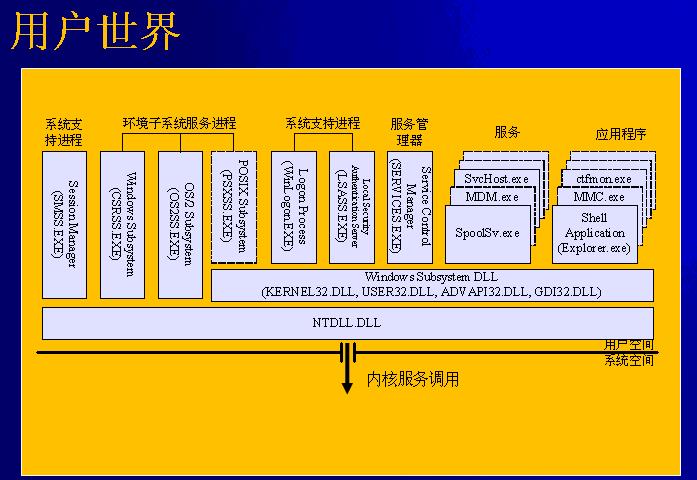 用户世界
系统支
持进程
环境子系统服务进程
系统支持进程
服务管
理器
服务
应用程序
Session Manager
(SMSS.EXE)
Windows Subsystem
(CSRSS.EXE)
OS/2 Subsystem
(OS2SS.EXE)
POSIX Subsystem
(PSXSS.EXE)
Logon Process
(WinLogon.EXE)
Local Security
Authentication Server
(LSASS.EXE)
Service Control
Manager
(SERVICES.EXE)
SvcHost.exe
MDM.exe
SpoolSv.exe
ctfmon.exe
MMC.exe
Shell
Application
(Explorer.exe)
Windows Subsystem DLL
(KERNEL32.DLL, USER32.DLL, ADVAPI32.DLL, GDI32.DLL)
NTDLL.DLL
用户空间
系统空间
内核服务调用